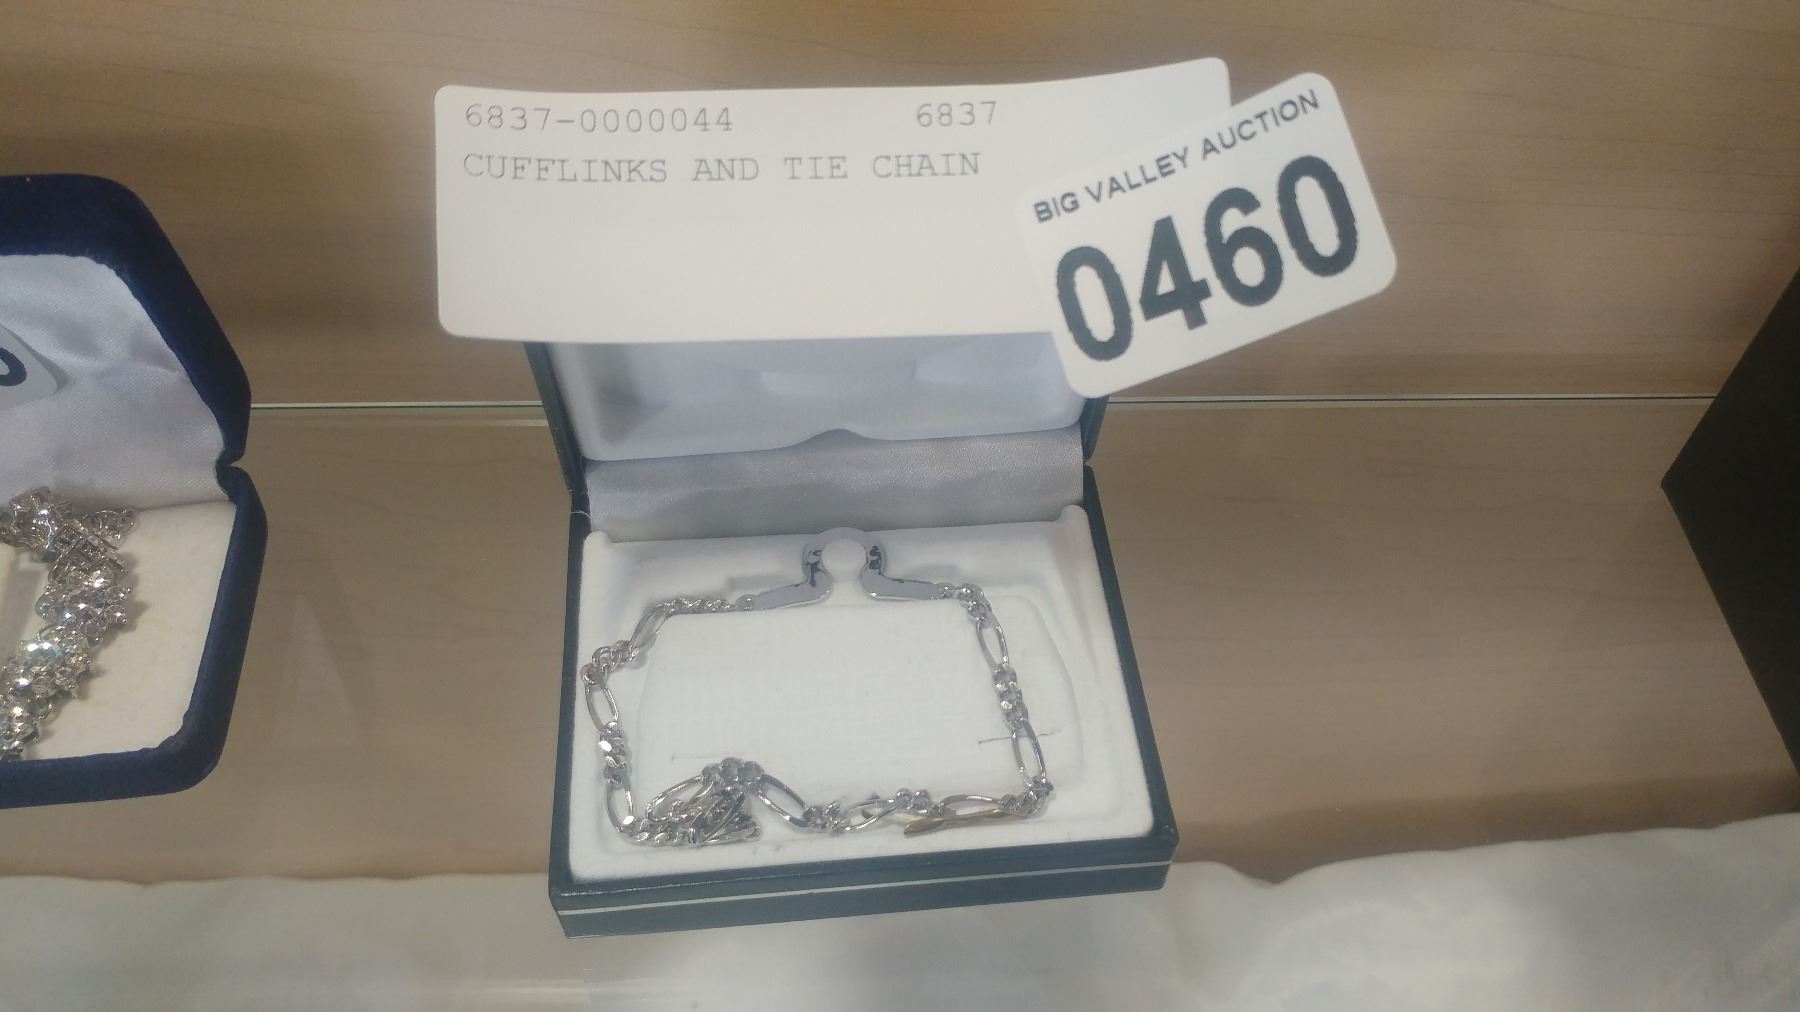 6837-0000044 6837
CUFFLINKS AND TIE CHAIN
BIG VALLEY AUCTION
0460